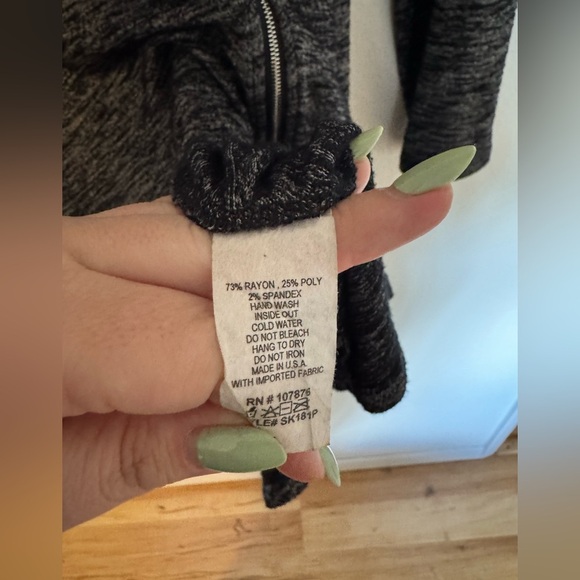 73% RAYON , 25% POLY
2% SPANDEX
HAND WASH
INSIDE OUT
COLD WATER
DO NOT BLEACH
HANG TO DRY
DO NOT IRON
MADE IN U.S.A
WITH IMPORTED FABRIC
RN # 107876
SK181P